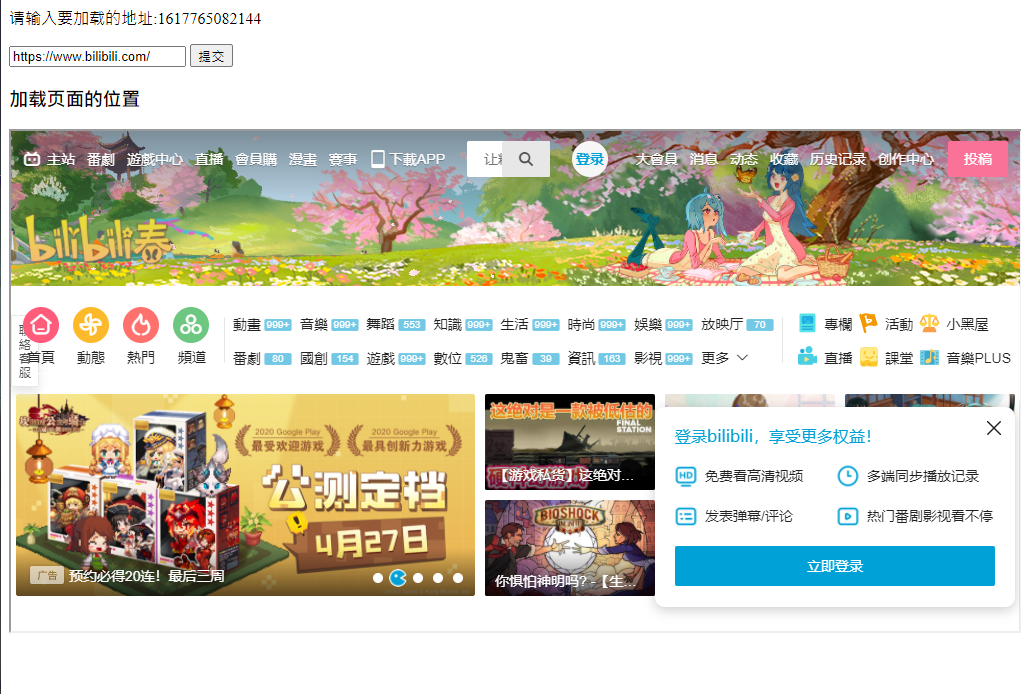 请输入要加载的地址:1617765082144
https://www.bilibili.com/ 提交
加载页面的位置
主站 番劇 遊戲中心 直播 會員購 漫畫 赛事 下載APP 登录 大會員 消息 动态 收藏 历史记录 创作中心 投稿
bilibili春
聯絡客服
動畫 999+ 音樂 999+ 舞蹈 553 知識 999+ 生活 999+ 時尚 999+ 娛樂 999+ 放映厅 70 專欄 活動 小黑屋
首頁 動態 熱門 頻道 番劇 80 國創 154 遊戲 999+ 數位 526 鬼畜 39 資訊 163 影視 999+ 更多 直播 課堂 音樂PLUS
2020 Google Play 2020 Google Play
最受欢迎游戏 最具创新力游戏
公测定档
4月27日
广告 预约必得20连！最后三周
这绝对是一款被低估的
FINAL STATION
【游戏私货】这绝对...
BIOSHOCK
你惧怕神明吗? -【生...
登录bilibili，享受更多权益！
HD 免费看高清视频 多端同步播放记录
发表弹幕/评论 热门番剧影视看不停
立即登录